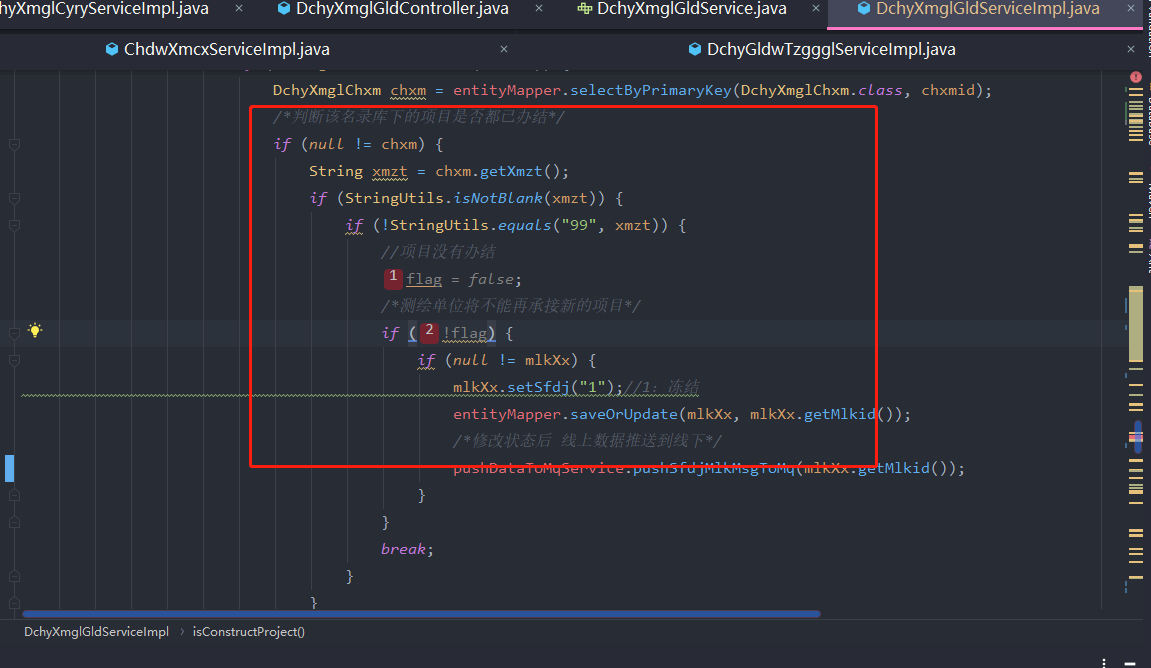 hyXmglCyryServiceImpl.java × DchyXmglGldController.java × DchyXmglGldService.java × DchyXmglGldServiceImpl.java ×
ChdwXmcxServiceImpl.java × DchyGldwTzggglServiceImpl.java ×
DchyXmglChxm chxm = entityMapper.selectByPrimaryKey(DchyXmglChxm.class, chxmid);
/*判断该名录库下的项目是否都已办结*/
if (null != chxm) {
String xmzt = chxm.getXmzt();
if (StringUtils.isNotBlank(xmzt)) {
if (!StringUtils.equals("99", xmzt)) {
//项目没有办结
1 flag = false;
/*测绘单位将不能再承接新的项目*/
if ( 2 !flag) {
if (null != mlkXx) {
mlkXx.setSfdj("1");//1：冻结
entityMapper.saveOrUpdate(mlkXx, mlkXx.getMlkid());
/*修改状态后 线上数据推送到线下*/
pushDataToMqService.pushSfdjMlkMsgToMq(mlkXx.getMlkid());
}
}
break;
}
}
DchyXmglGldServiceImpl › isConstructProject()